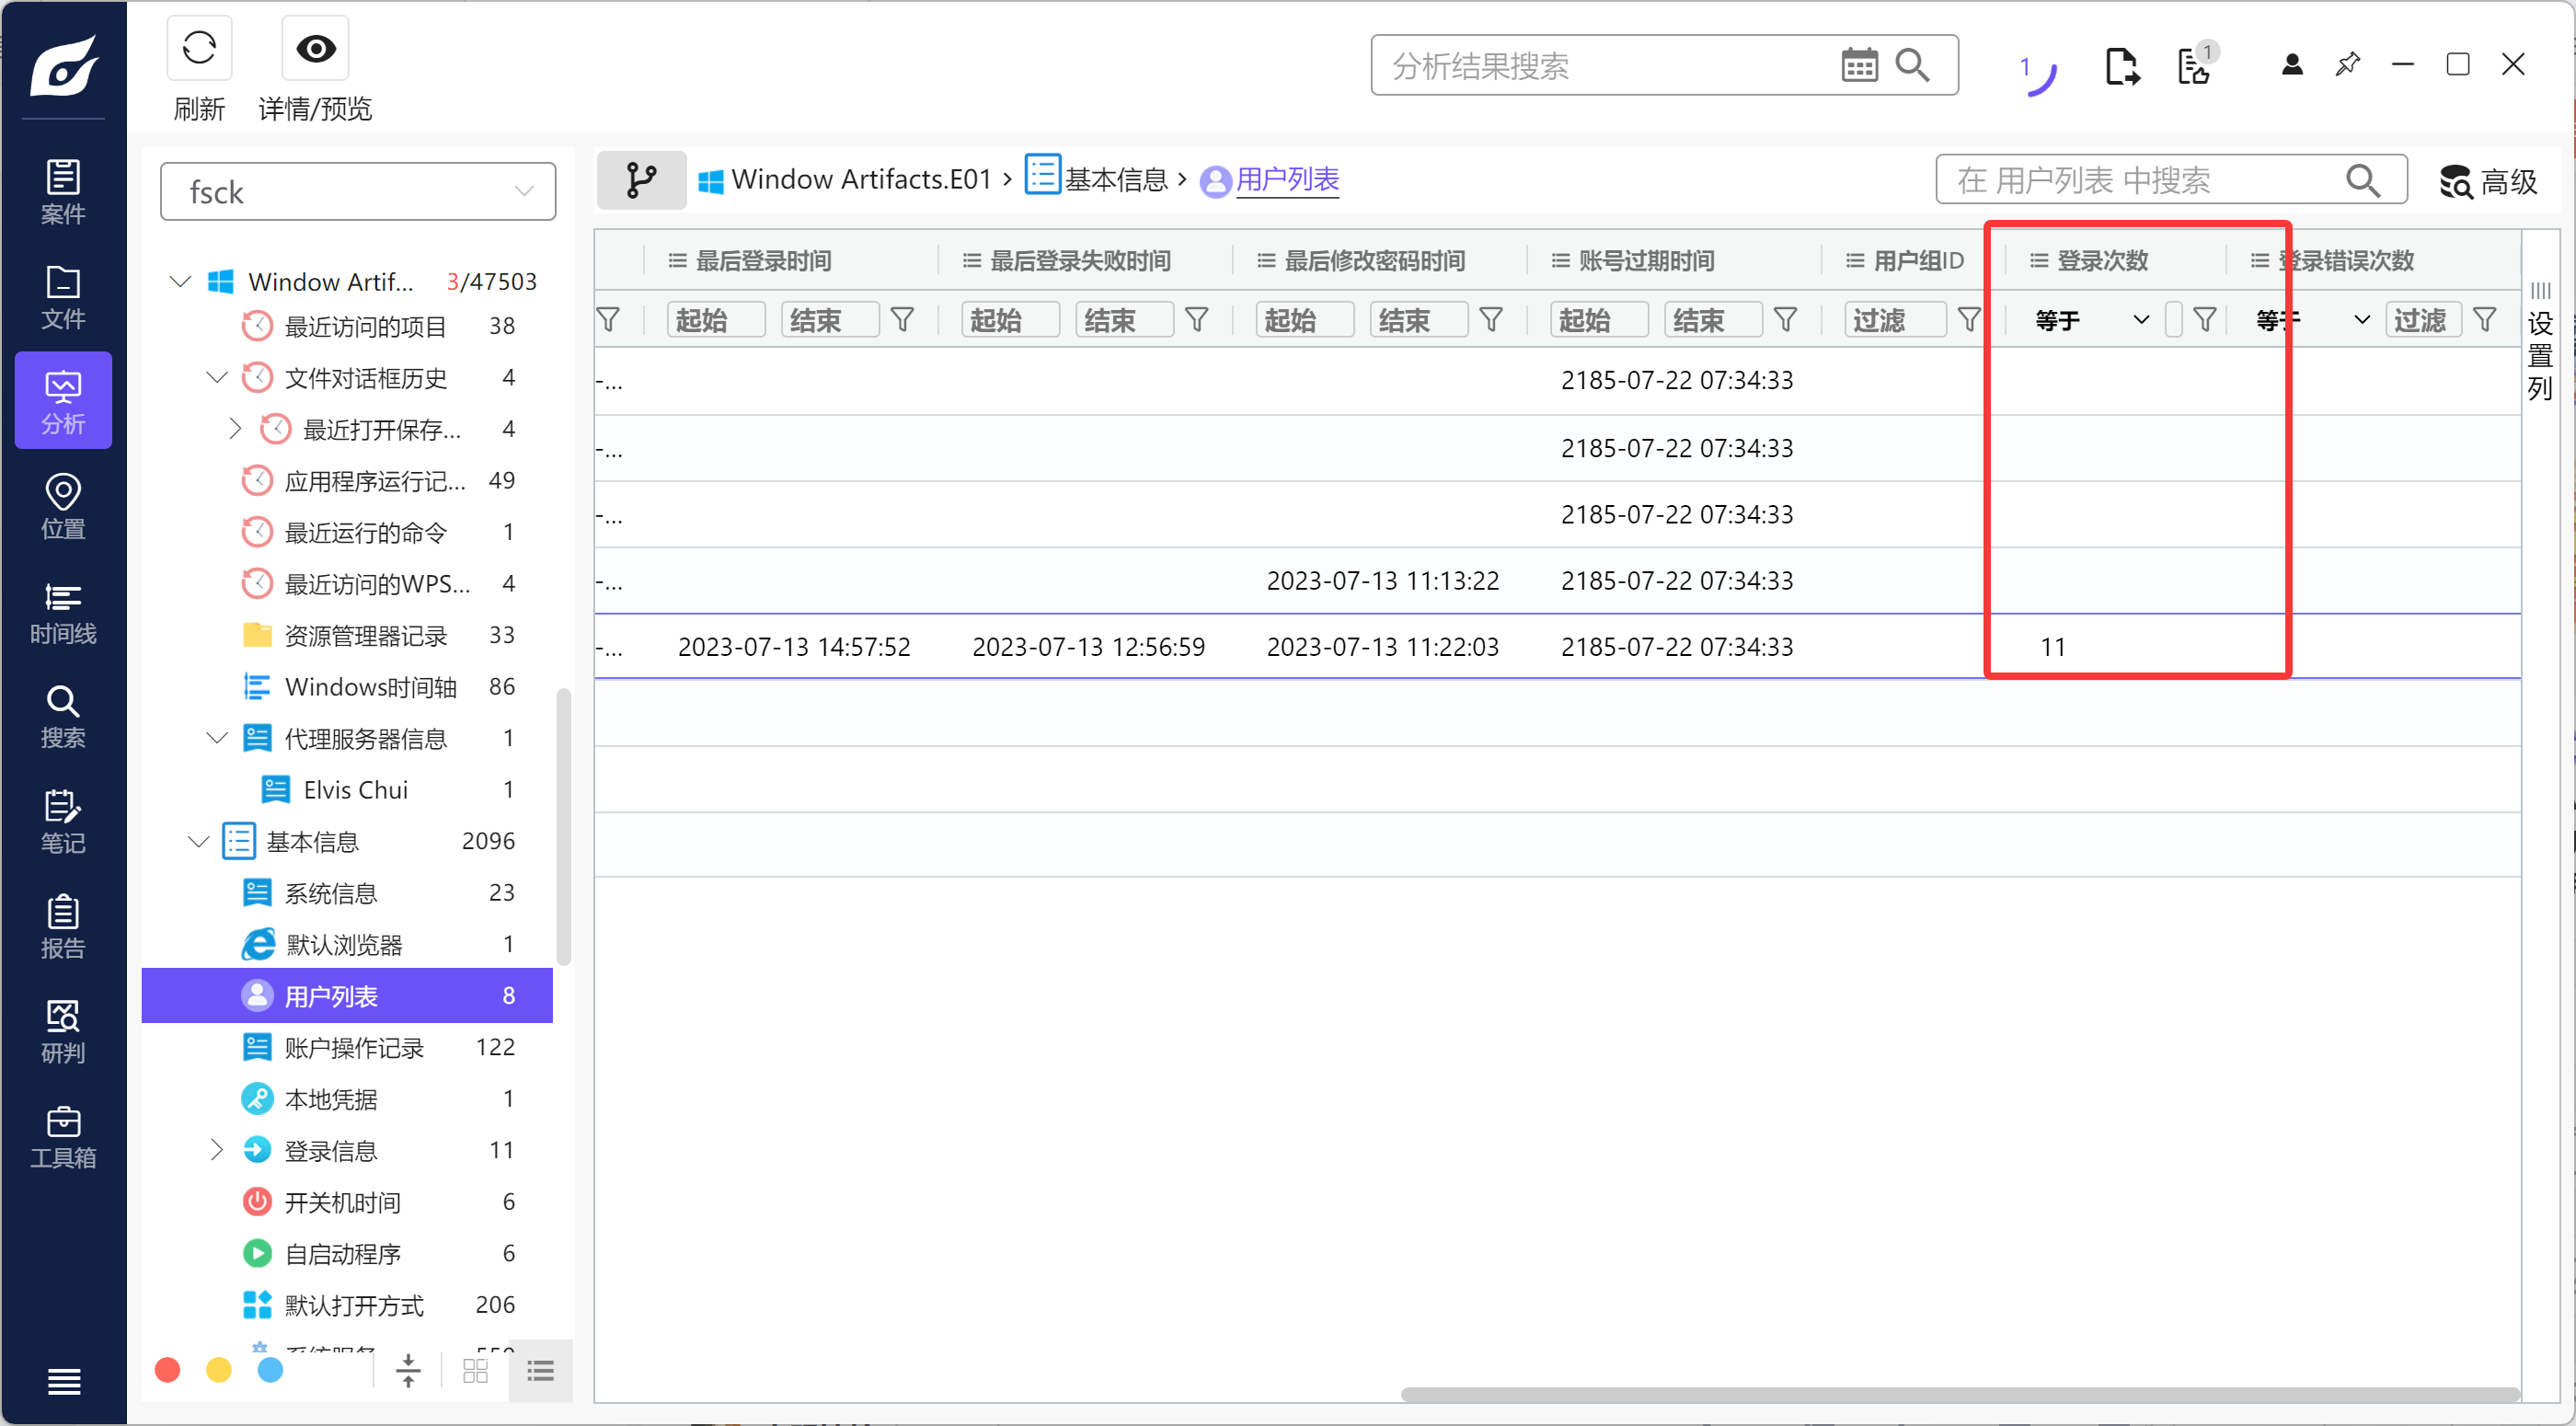 刷新
详情/预览
分析结果搜索
1
1
案件
文件
分析
位置
时间线
搜索
笔记
报告
研判
工具箱
fsck
Window Artif... 3/47503
最近访问的项目 38
文件对话框历史 4
最近打开保存... 4
应用程序运行记... 49
最近运行的命令 1
最近访问的WPS... 4
资源管理器记录 33
Windows时间轴 86
代理服务器信息 1
Elvis Chui 1
基本信息 2096
系统信息 23
默认浏览器 1
用户列表 8
账户操作记录 122
本地凭据 1
登录信息 11
开关机时间 6
自启动程序 6
默认打开方式 206
Window Artifacts.E01 › 基本信息 › 用户列表
在 用户列表 中搜索
高级
最后登录时间 最后登录失败时间 最后修改密码时间 账号过期时间 用户组ID 登录次数 登录错误次数
起始 结束 起始 结束 起始 结束 起始 结束 过滤 等于 等于 过滤
-... 2185-07-22 07:34:33
-... 2185-07-22 07:34:33
-... 2185-07-22 07:34:33
-... 2023-07-13 11:13:22 2185-07-22 07:34:33
-... 2023-07-13 14:57:52 2023-07-13 12:56:59 2023-07-13 11:22:03 2185-07-22 07:34:33 11
设置列